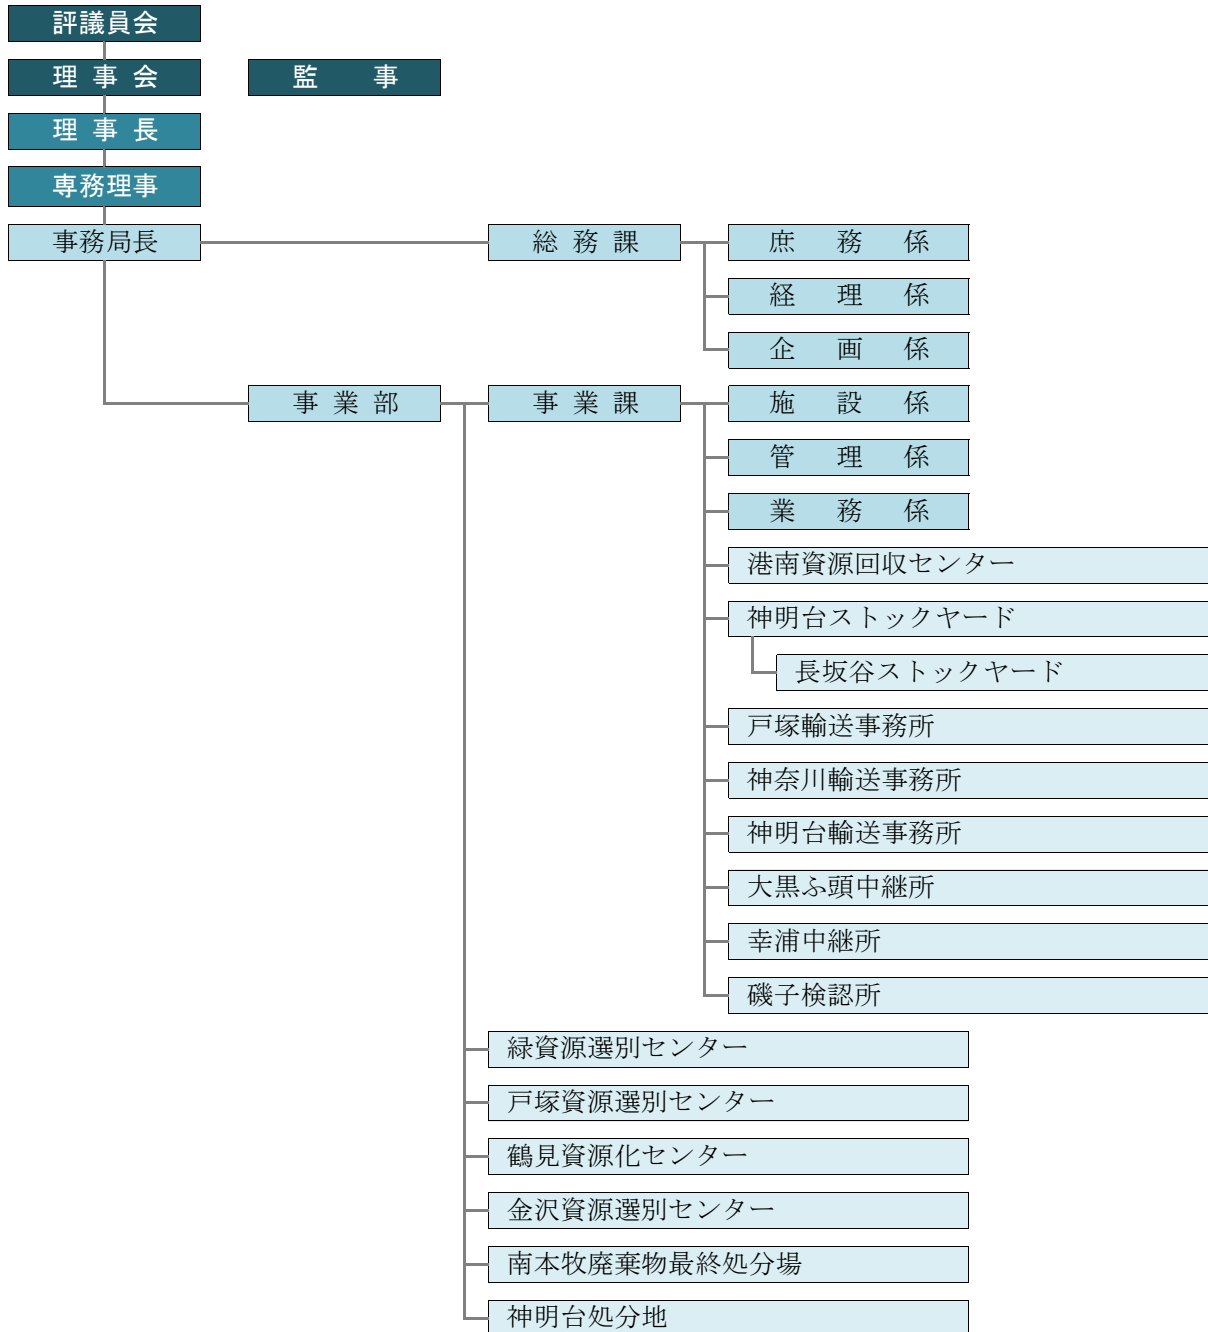 評議員会
理事会
監事
理事長
専務理事
事務局長
総務課
庶務係
経理係
企画係
事業部
事業課
施設係
管理係
業務係
港南資源回収センター
神明台ストックヤード
長坂谷ストックヤード
戸塚輸送事務所
神奈川輸送事務所
神明台輸送事務所
大黒ふ頭中継所
幸浦中継所
磯子検認所
緑資源選別センター
戸塚資源選別センター
鶴見資源化センター
金沢資源選別センター
南本牧廃棄物最終処分場
神明台処分地